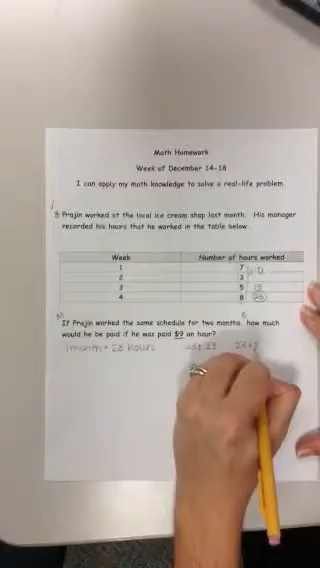 Math Homework
Week of December 14-18
I can apply my math knowledge to solve a real-life problem.
Prajin worked at the local ice cream shop last month. His manager
recorded his hours that he worked in the table below.
Week Number of hours worked
1 7
2 3
3 5 15
4 8 23
M
If Prajin worked the same schedule for two months, how much
would he be paid if he was paid $9 an hour?
1 month = 23 hours